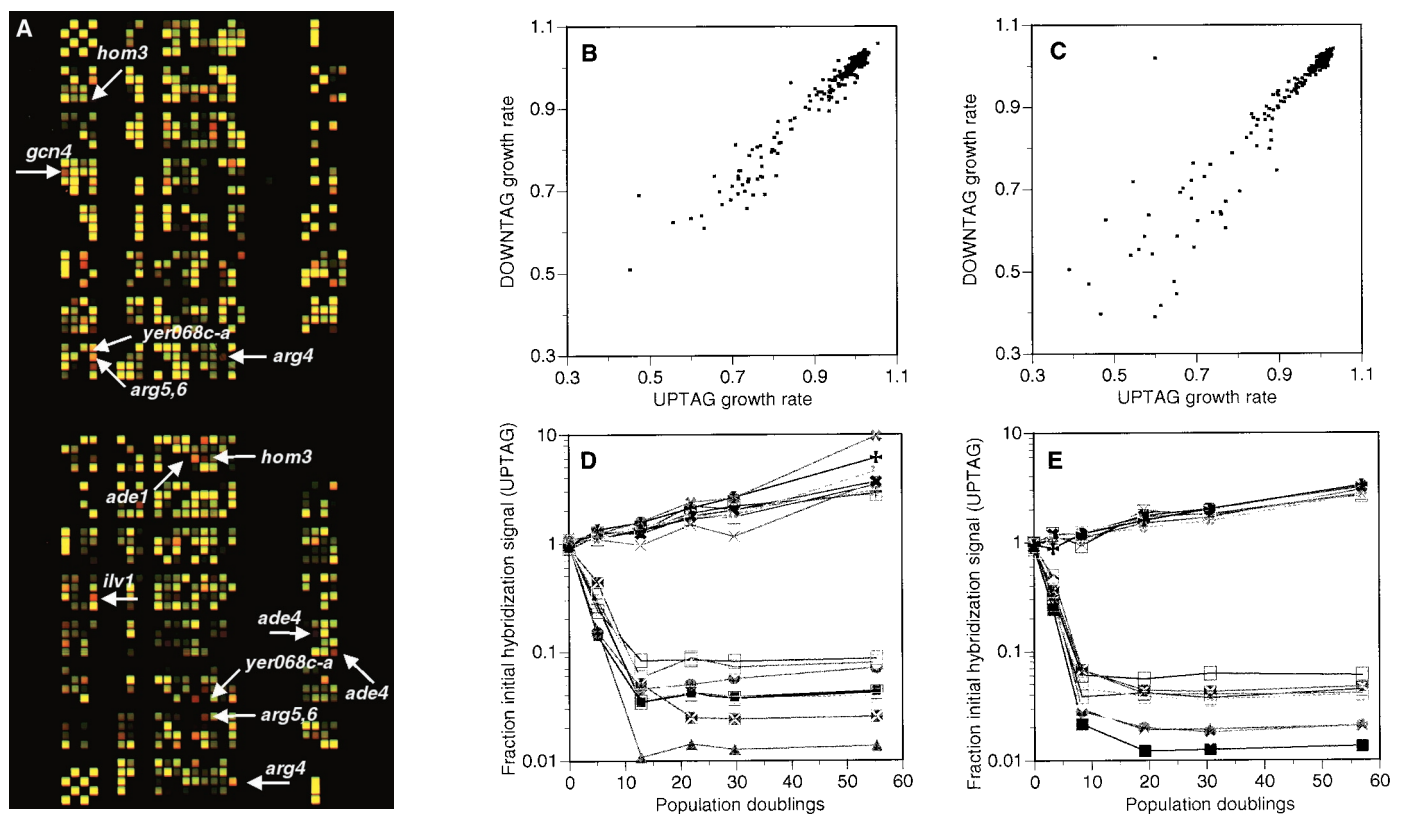 A
hom3
gcn4
yer068c-a
arg4
arg5,6
hom3
ade1
ilv1
ade4
yer068c-a
ade4
arg5,6
arg4
B
DOWNTAG growth rate
1.1
0.9
0.7
0.5
0.3
0.3 0.5 0.7 0.9 1.1
UPTAG growth rate
C
DOWNTAG growth rate
1.1
0.9
0.7
0.5
0.3
0.3 0.5 0.7 0.9 1.1
UPTAG growth rate
D
Fraction initial hybridization signal (UPTAG)
10
1
0.1
0.01
0 10 20 30 40 50 60
Population doublings
E
Fraction initial hybridization signal (UPTAG)
10
1
0.1
0.01
0 10 20 30 40 50 60
Population doublings